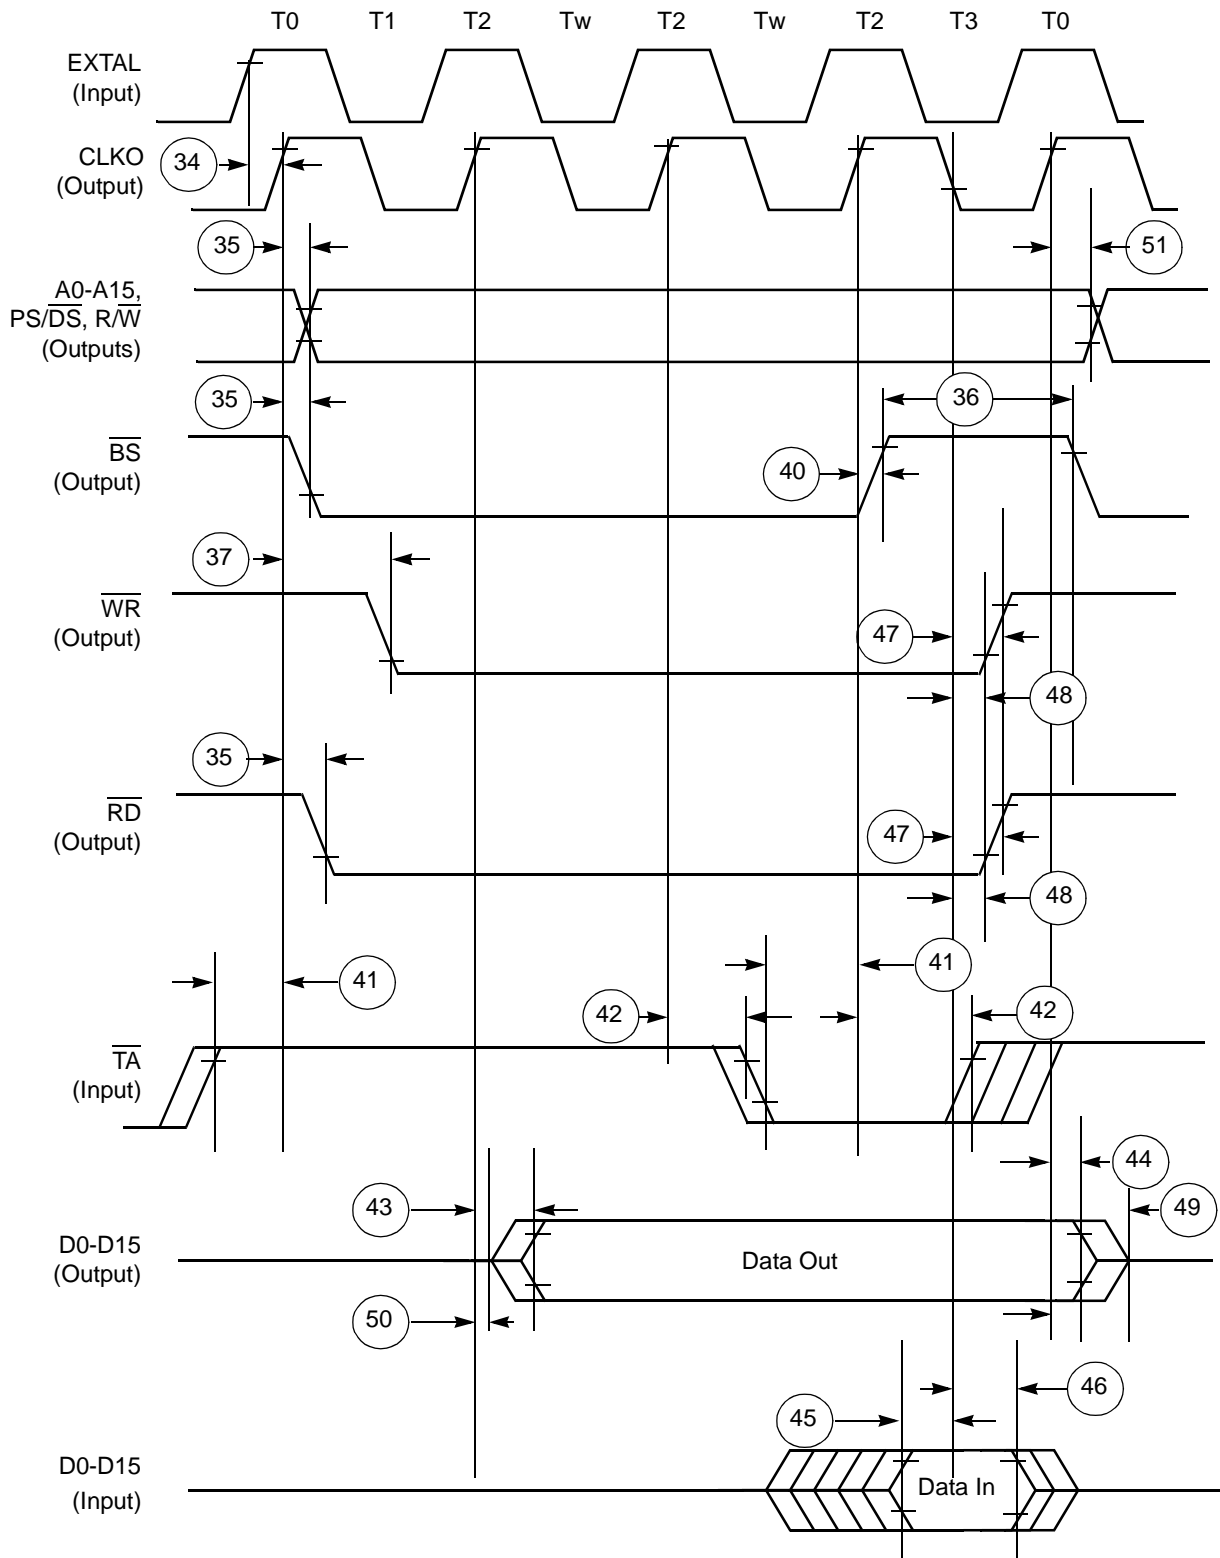 T0 T1 T2 Tw T2 Tw T2 T3 T0
EXTAL
(Input)
CLKO
(Output)
34
35
51
A0-A15,
PS/DS, R/W
(Outputs)
35
36
BS
(Output)
40
37
WR
(Output)
47
48
35
RD
(Output)
47
48
41
41
42
42
TA
(Input)
44
43
49
D0-D15
(Output)
Data Out
50
46
45
D0-D15
(Input)
Data In